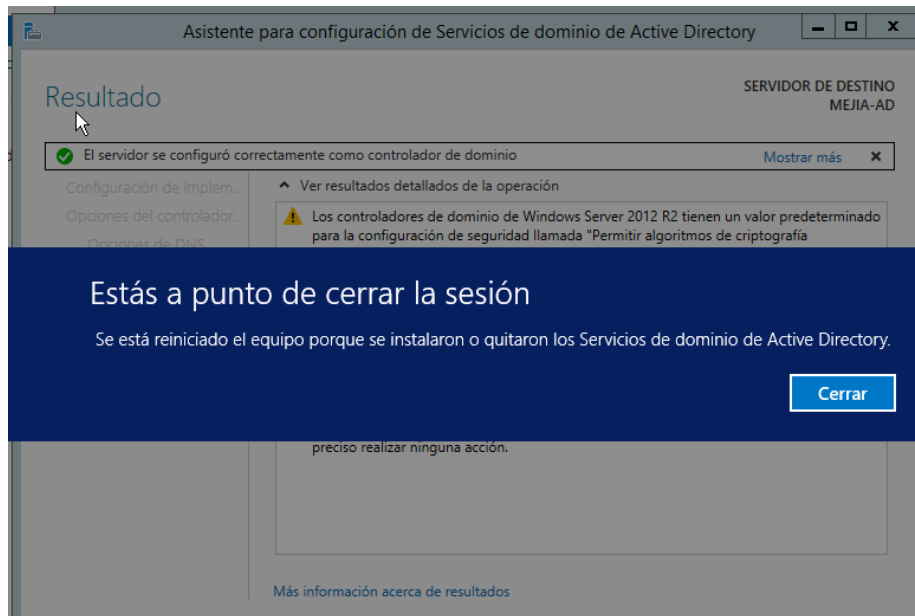 Asistente para configuración de Servicios de dominio de Active Directory
Resultado
SERVIDOR DE DESTINO
MEJIA-AD
El servidor se configuró correctamente como controlador de dominio
Mostrar más
Configuración de implem...
Ver resultados detallados de la operación
Opciones del controlador...
Los controladores de dominio de Windows Server 2012 R2 tienen un valor predeterminado
Opciones de DNS
para la configuración de seguridad llamada "Permitir algoritmos de criptografía
Estás a punto de cerrar la sesión
Se está reiniciado el equipo porque se instalaron o quitaron los Servicios de dominio de Active Directory.
Cerrar
preciso realizar ninguna acción.
Más información acerca de resultados